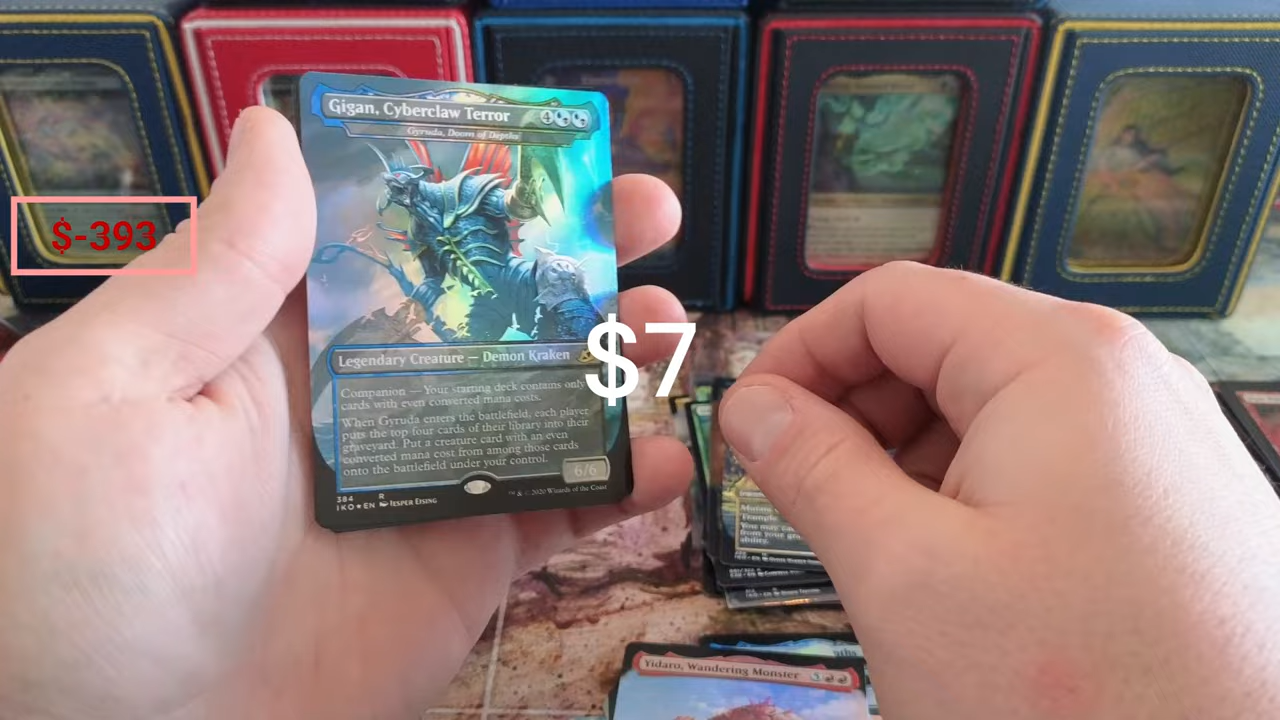 Gigan, Cyberclaw Terror 4
Gyruda, Doom of Depths
$-393
$7
Legendary Creature — Demon Kraken
Companion — Your starting deck contains only
cards with even converted mana costs.
When Gyruda enters the battlefield, each player
puts the top four cards of their library into their
graveyard. Put a creature card with an even
converted mana cost from among those cards
onto the battlefield under your control.
6/6
384 R
IKO★EN JESPER EJSING
™ & © 2020 Wizards of the Coast
Yidaro, Wandering Monster 5